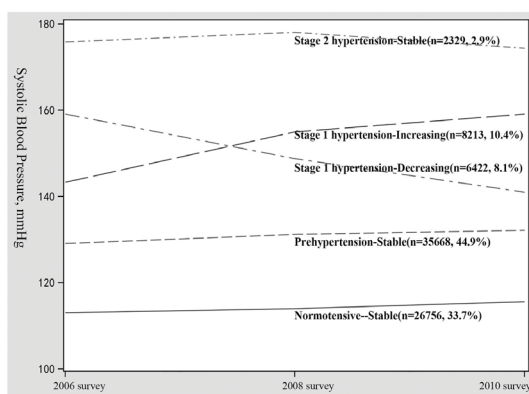 Systolic Blood Pressure, mmHg
180
160
140
120
100
Stage 2 hypertension-Stable(n=2329, 2.9%)
Stage 1 hypertension-Increasing(n=8213, 10.4%)
Stage 1 hypertension-Decreasing(n=6422, 8.1%)
Prehypertension-Stable(n=35668, 44.9%)
Normotensive--Stable(n=26756, 33.7%)
2006 survey
2008 survey
2010 survey